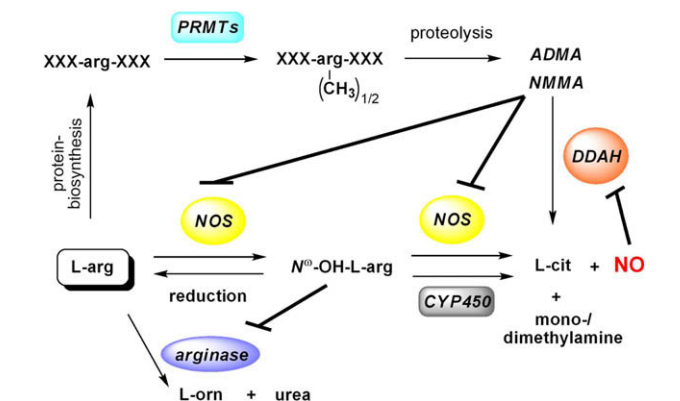 PRMTs
XXX-arg-XXX
XXX-arg-XXX
(CH3)1/2
proteolysis
ADMA
NMMA
protein-
biosynthesis
DDAH
NOS
NOS
L-arg
reduction
Nω-OH-L-arg
CYP450
L-cit + NO
+
mono-/
dimethylamine
arginase
L-orn + urea